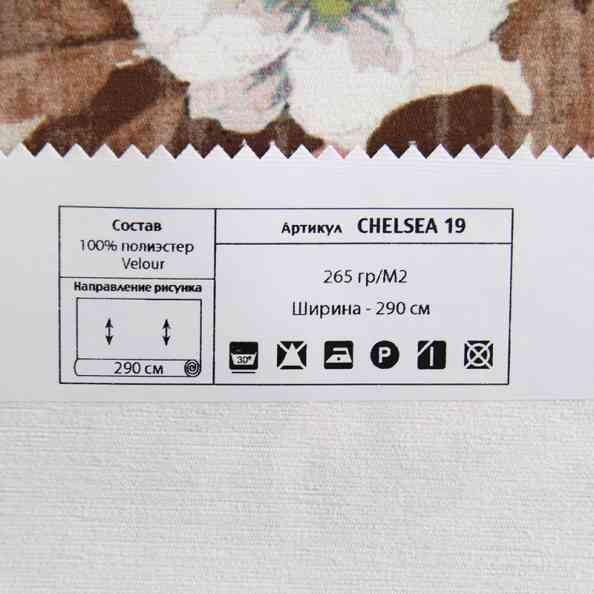 Состав
100% полиэстер
Velour
Направление рисунка
290 см
Артикул CHELSEA 19
265 гр/М2
Ширина - 290 см
30°
P